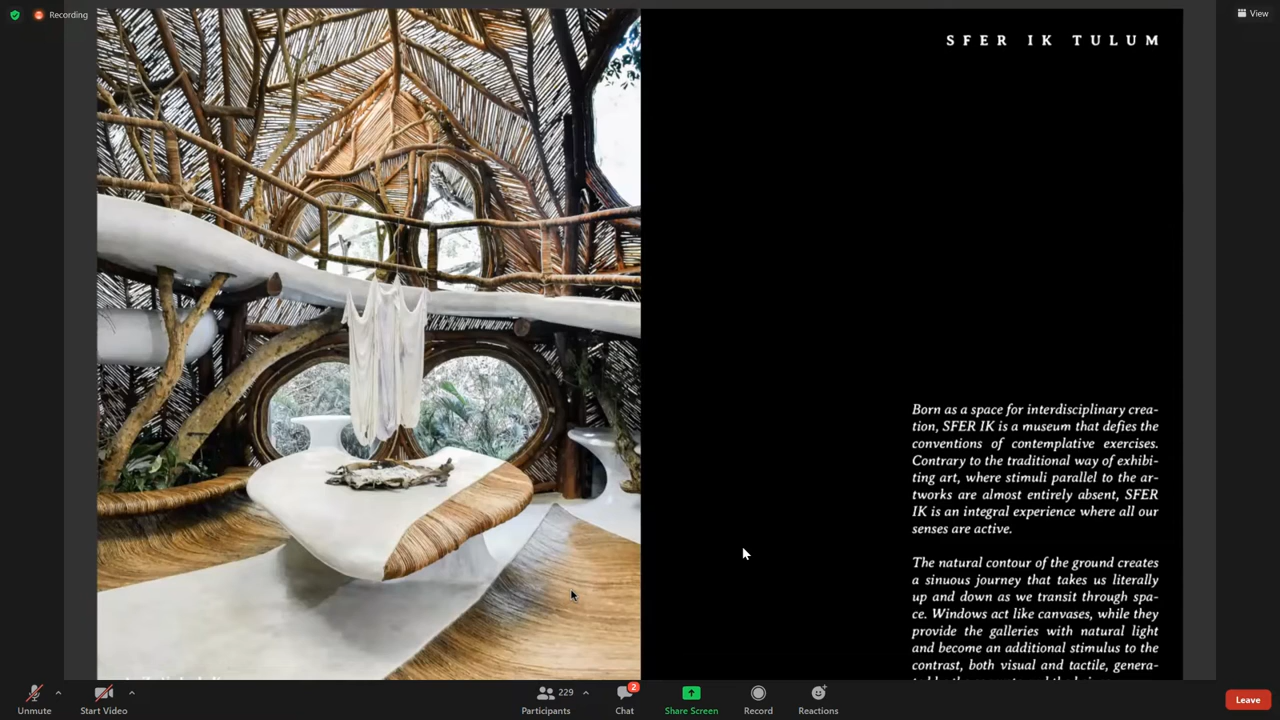 Recording
View
SFER IK TULUM
Born as a space for interdisciplinary crea-
tion, SFER IK is a museum that defies the
conventions of contemplative exercises.
Contrary to the traditional way of exhibi-
ting art, where stimuli parallel to the ar-
tworks are almost entirely absent, SFER
IK is an integral experience where all our
senses are active.
The natural contour of the ground creates
a sinuous journey that takes us literally
up and down as we transit through spa-
ce. Windows act like canvases, while they
provide the galleries with natural light
and become an additional stimulus to the
contrast, both visual and tactile, genera-
Unmute
Start Video
Participants
229
Chat
2
Share Screen
Record
Reactions
Leave